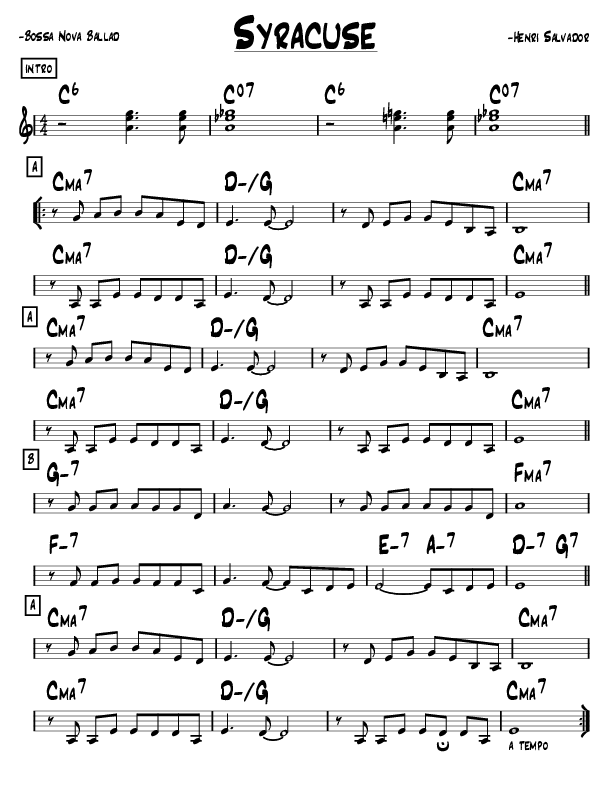 Syracuse
-Bossa Nova Ballad -Henri Salvador
INTRO
C6 Co7 C6 Co7
A
Cma7 D-/G Cma7
Cma7 D-/G Cma7
A
Cma7 D-/G Cma7
Cma7 D-/G Cma7
B
G-7 Fma7
F-7 E-7 A-7 D-7 G7
A
Cma7 D-/G Cma7
Cma7 D-/G Cma7
A TEMPO